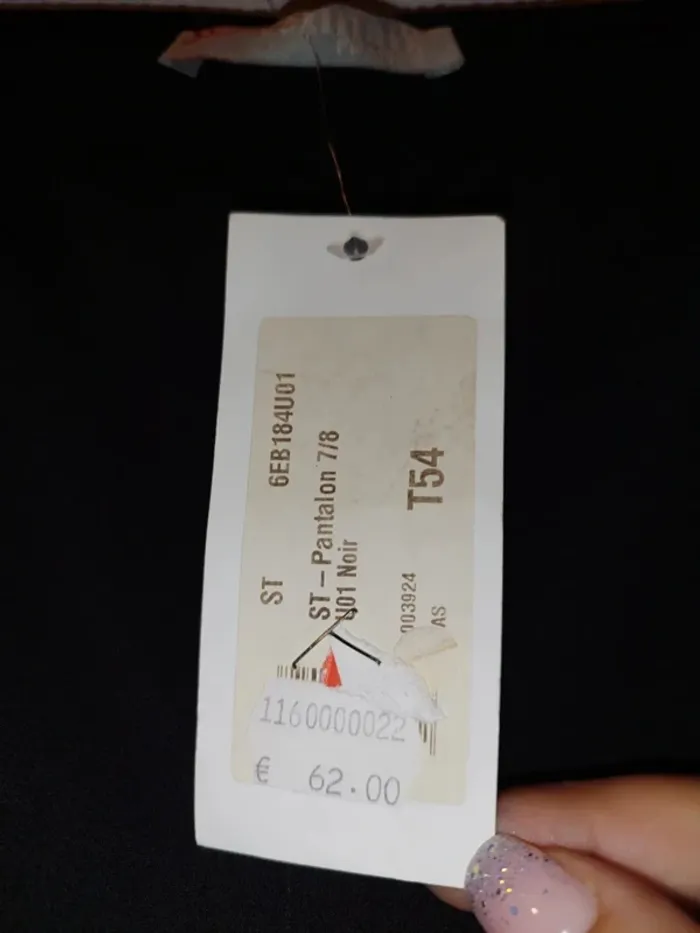 ST 6EB184U01
ST-Pantalon 7/8
U01 Noir
003924
AS
T54
1160000022
€ 62.00